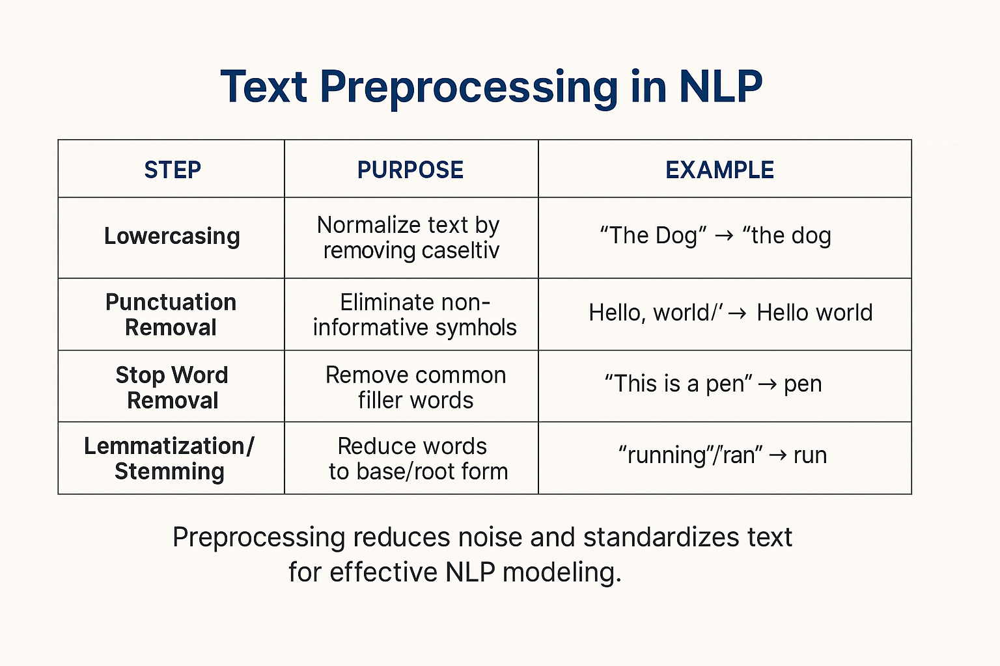 Text Preprocessing in NLP
STEP
PURPOSE
EXAMPLE
Lowercasing
Normalize text by
removing caseltiv
“The Dog” → “the dog
Punctuation
Removal
Eliminate non-
informative symhols
Hello, world/′ → Hello world
Stop Word
Removal
Remove common
filler words
“This is a pen” → pen
Lemmatization/
Stemming
Reduce words
to base/root form
“running”/‘ran” → run
Preprocessing reduces noise and standardizes text
for effective NLP modeling.